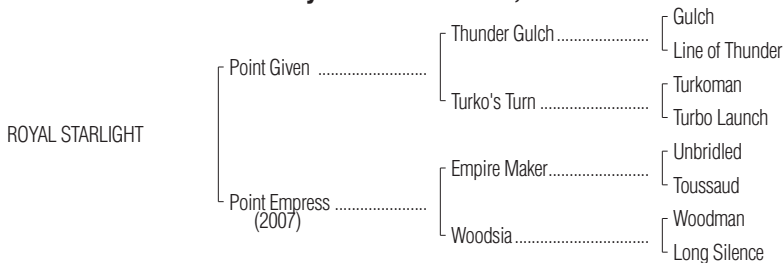 Gulch
Thunder Gulch ..............................
Line of Thunder
Point Given ...........................
Turkoman
Turko's Turn ...................................
Turbo Launch
ROYAL STARLIGHT
Unbridled
Empire Maker................................
Toussaud
Point Empress .......................
(2007)
Woodman
Woodsia ...........................................
Long Silence